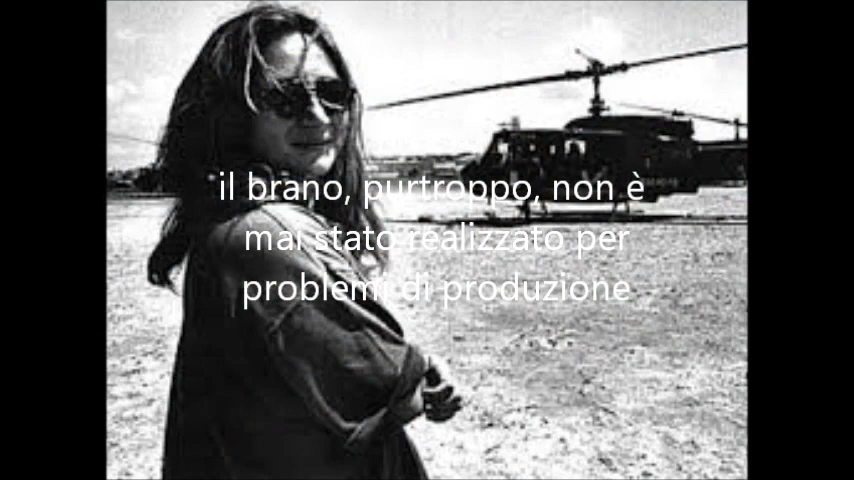 il brano, purtroppo, non è
mai stato realizzato per
problemi di produzione